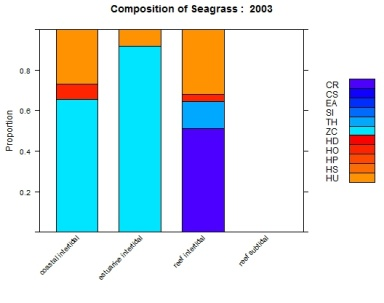 Composition of Seagrass : 2003
Proportion
0.8
0.6
0.4
0.2
coastal intertidal
estuarine intertidal
reef intertidal
reef subtidal
CR
CS
EA
SI
TH
ZC
HD
HO
HP
HS
HU